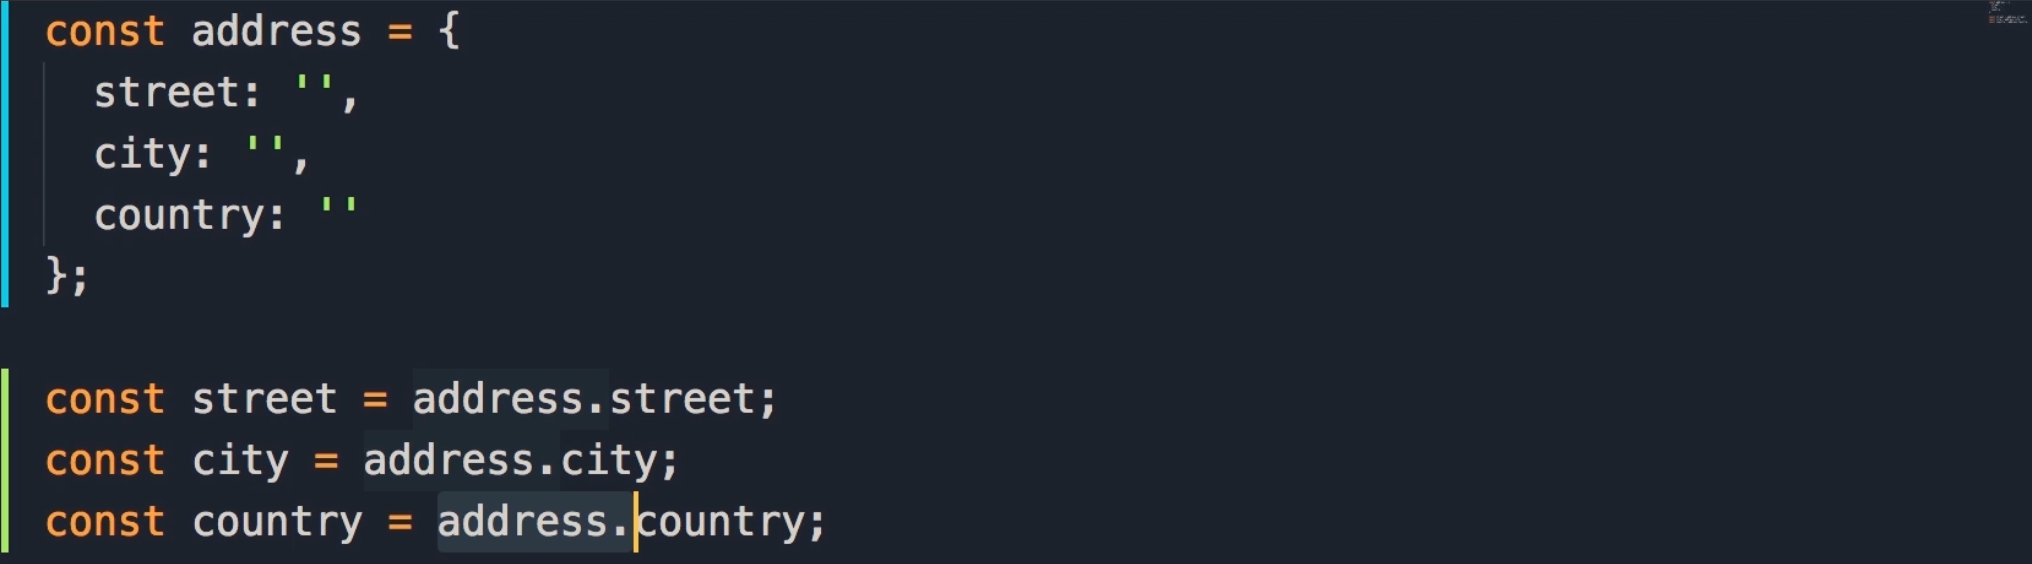 const address = {
  street: '',
  city: '',
  country: ''
};
const street = address.street;
const city = address.city;
const country = address.country;